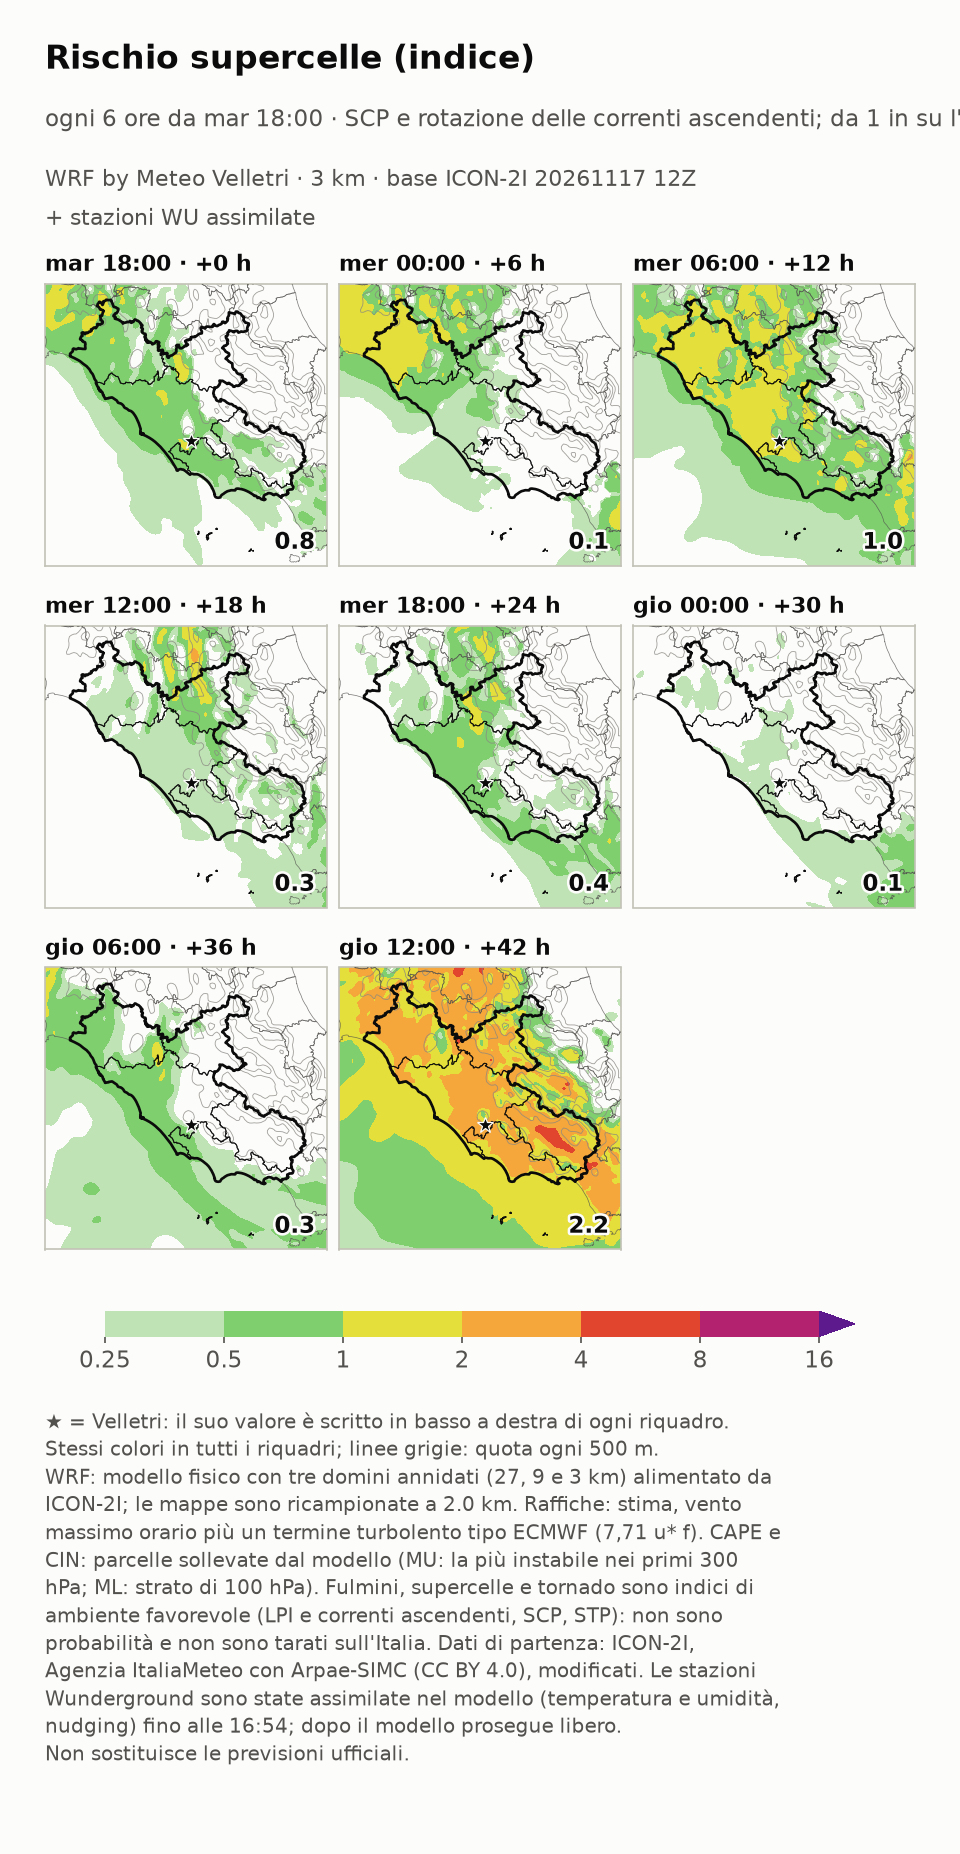 Rischio supercelle (indice)
ogni 6 ore da mar 18:00 · SCP e rotazione delle correnti ascendenti; da 1 in su l'
WRF by Meteo Velletri · 3 km · base ICON-2I 20261117 12Z
+ stazioni WU assimilate
mar 18:00 · +0 h
mer 00:00 · +6 h
mer 06:00 · +12 h
0.8
0.1
1.0
mer 12:00 · +18 h
mer 18:00 · +24 h
gio 00:00 · +30 h
0.3
0.4
0.1
gio 06:00 · +36 h
gio 12:00 · +42 h
0.3
2.2
0.25 0.5 1 2 4 8 16
★ = Velletri: il suo valore è scritto in basso a destra di ogni riquadro.
Stessi colori in tutti i riquadri; linee grigie: quota ogni 500 m.
WRF: modello fisico con tre domini annidati (27, 9 e 3 km) alimentato da
ICON-2I; le mappe sono ricampionate a 2.0 km. Raffiche: stima, vento
massimo orario più un termine turbolento tipo ECMWF (7,71 u* f). CAPE e
CIN: parcelle sollevate dal modello (MU: la più instabile nei primi 300
hPa; ML: strato di 100 hPa). Fulmini, supercelle e tornado sono indici di
ambiente favorevole (LPI e correnti ascendenti, SCP, STP): non sono
probabilità e non sono tarati sull'Italia. Dati di partenza: ICON-2I,
Agenzia ItaliaMeteo con Arpae-SIMC (CC BY 4.0), modificati. Le stazioni
Wunderground sono state assimilate nel modello (temperatura e umidità,
nudging) fino alle 16:54; dopo il modello prosegue libero.
Non sostituisce le previsioni ufficiali.